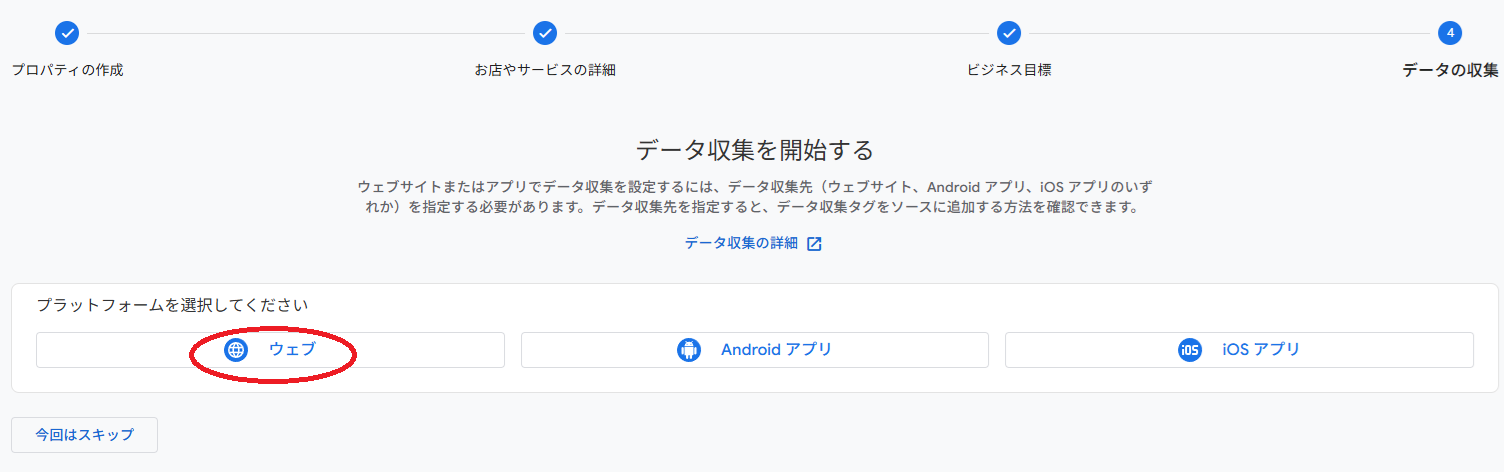 4
プロパティの作成
お店やサービスの詳細
ビジネス目標
データの収集
データ収集を開始する
ウェブサイトまたはアプリでデータ収集を設定するには、データ収集先（ウェブサイト、Android アプリ、iOS アプリのいず
れか）を指定する必要があります。データ収集先を指定すると、データ収集タグをソースに追加する方法を確認できます。
データ収集の詳細
プラットフォームを選択してください
ウェブ
Android アプリ
iOS iOS アプリ
今回はスキップ